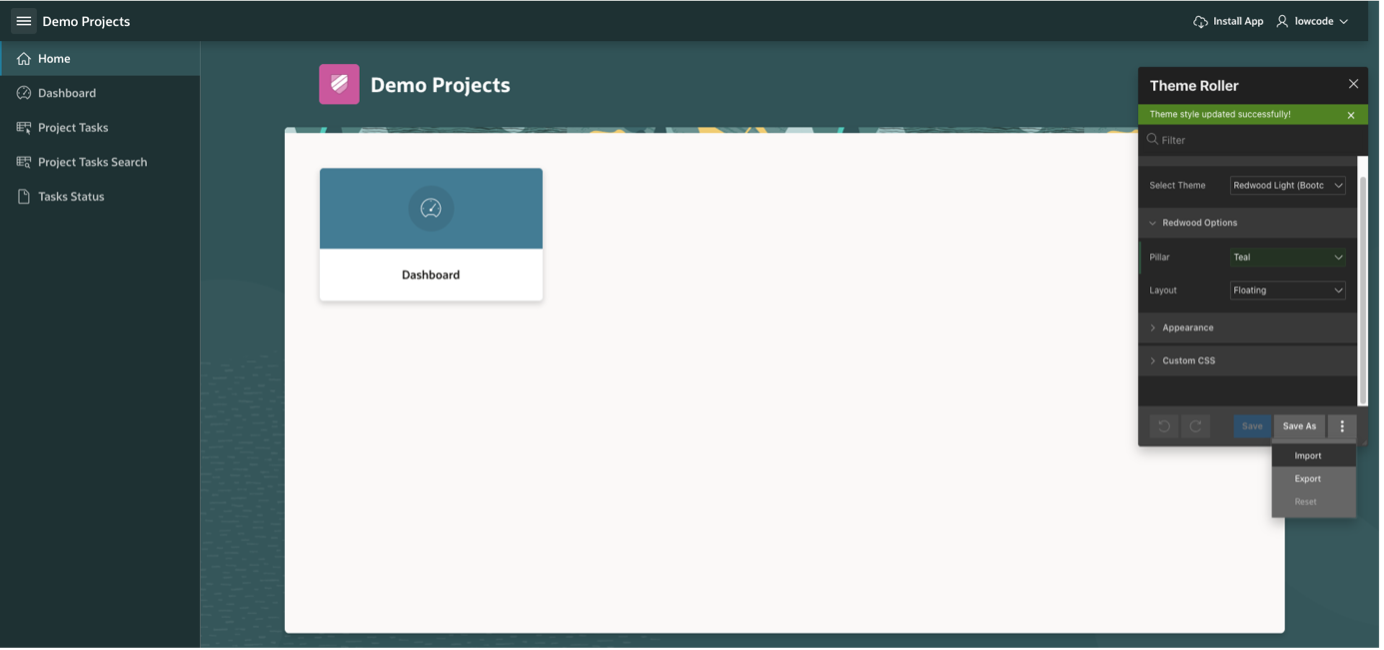 Demo Projects
Install App
lowcode
Home
Dashboard
Project Tasks
Project Tasks Search
Tasks Status
Demo Projects
Dashboard
Theme Roller
Theme style updated successfully!
Filter
Select Theme
Redwood Light (Bootc
Redwood Options
Pillar
Teal
Layout
Floating
Appearance
Custom CSS
Save
Save As
Import
Export
Reset